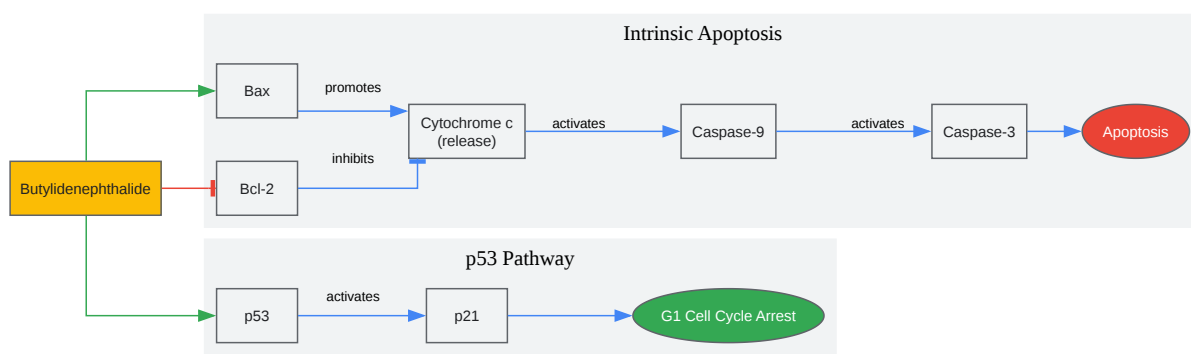 Intrinsic Apoptosis
Bax
promotes
Cytochrome c
(release)
activates
Caspase-9
activates
Caspase-3
Apoptosis
inhibits
Butylidenephthalide
Bcl-2
p53 Pathway
p53
activates
p21
G1 Cell Cycle Arrest